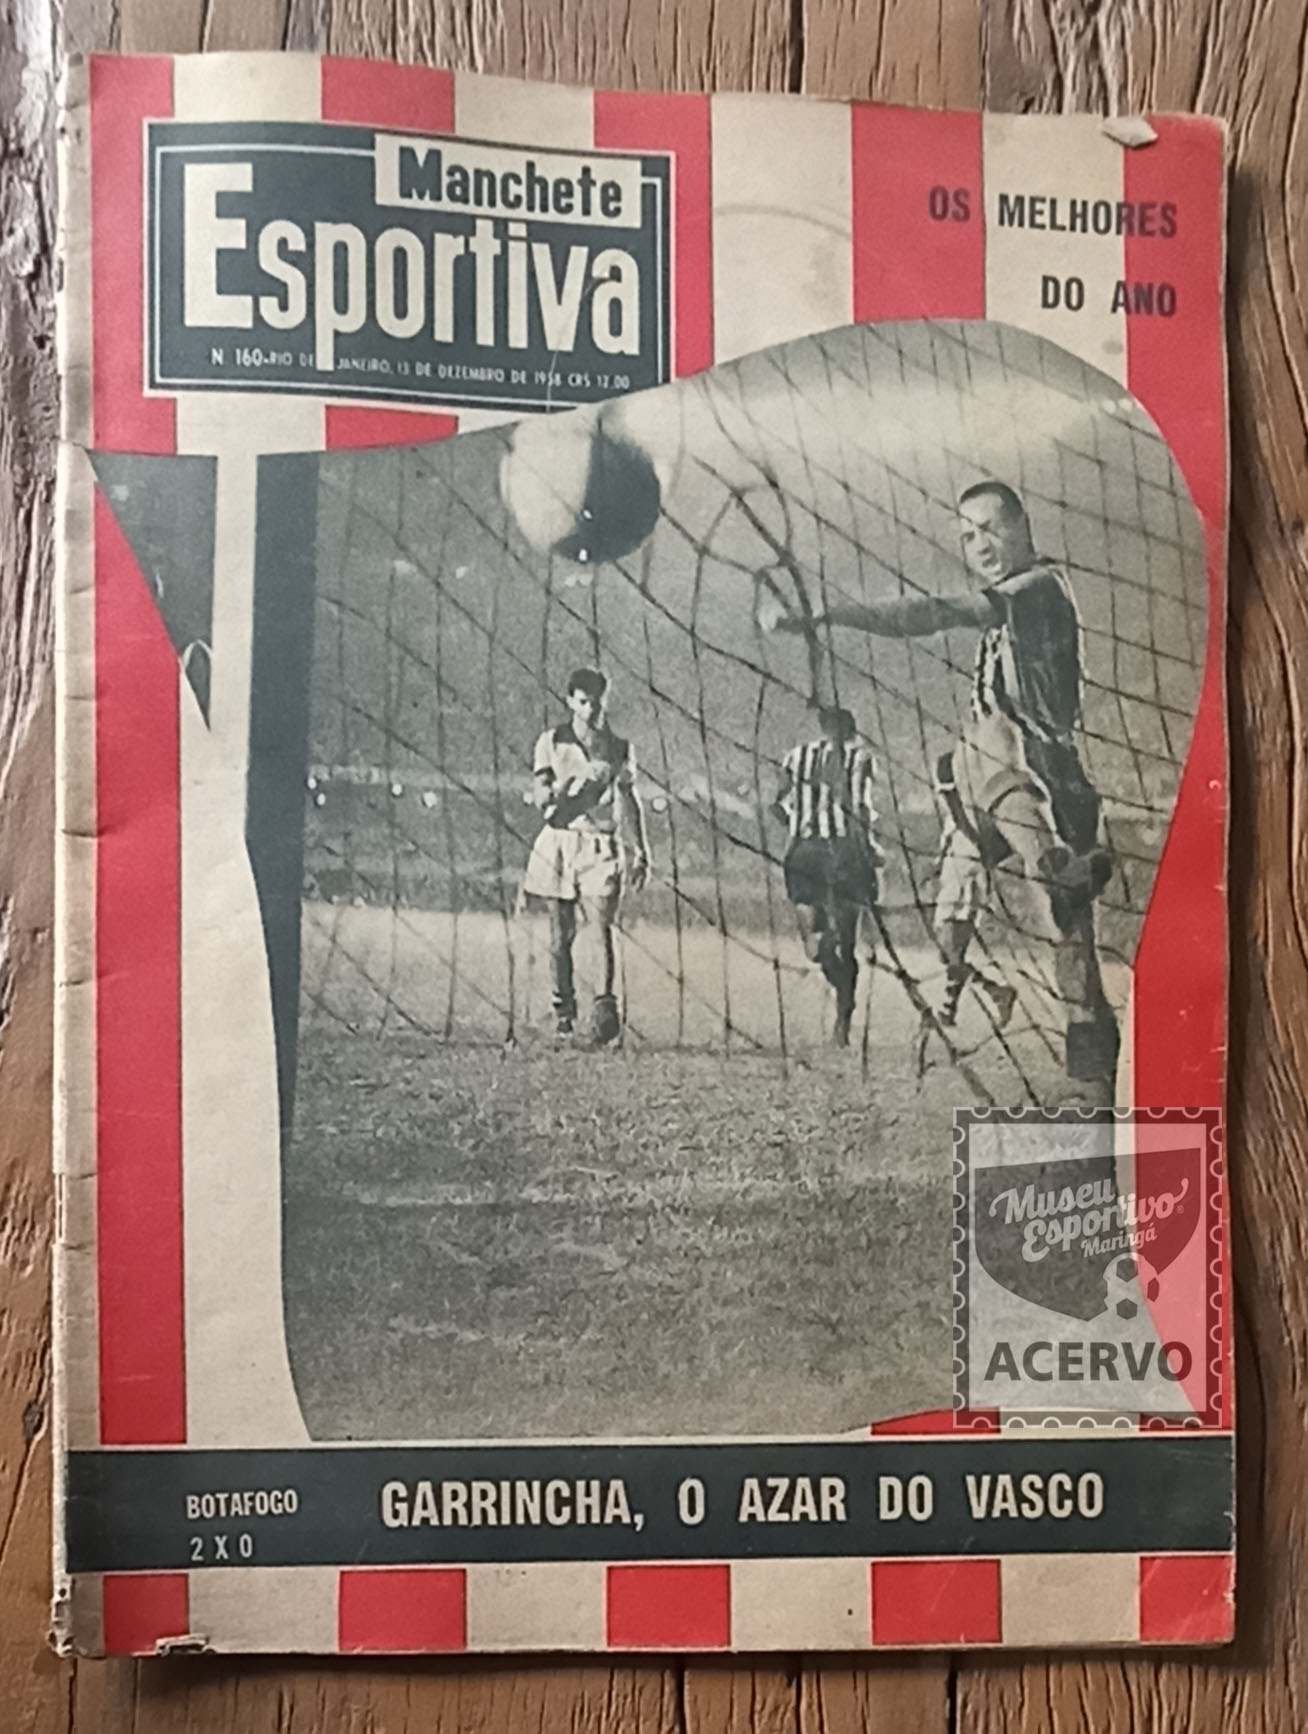 Manchete
Esportiva
N. 160-RIO DE JANEIRO, 13 DE DEZEMBRO DE 1958 CR$ 12.00
OS MELHORES
DO ANO
Museu
Esportivo®
Maringá
ACERVO
BOTAFOGO
2 X 0
GARRINCHA, O AZAR DO VASCO